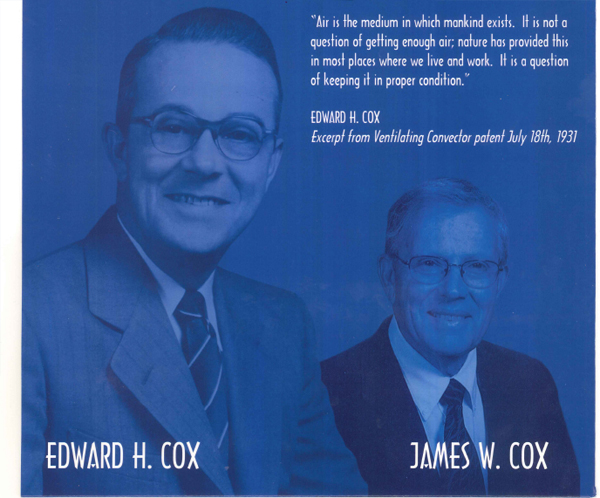 "Air is the medium in which mankind exists. It is not a
question of getting enough air; nature has provided this
in most places where we live and work. It is a question
of keeping it in proper condition."
EDWARD H. COX
Excerpt from Ventilating Convector patent July 18th, 1931
EDWARD H. COX
JAMES W. COX